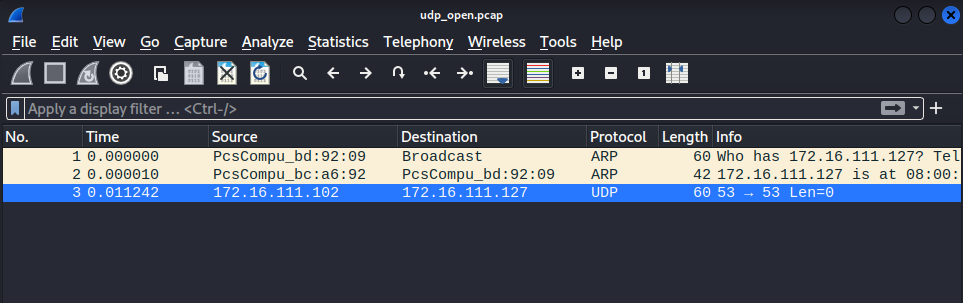 udp_open.pcap
File Edit View Go Capture Analyze Statistics Telephony Wireless Tools Help
Apply a display filter … <Ctrl-/>
No. Time Source Destination Protocol Length Info
1 0.000000 PcsCompu_bd:92:09 Broadcast ARP 60 Who has 172.16.111.127? Tel
2 0.000010 PcsCompu_bc:a6:92 PcsCompu_bd:92:09 ARP 42 172.16.111.127 is at 08:00:
3 0.011242 172.16.111.102 172.16.111.127 UDP 60 53 → 53 Len=0